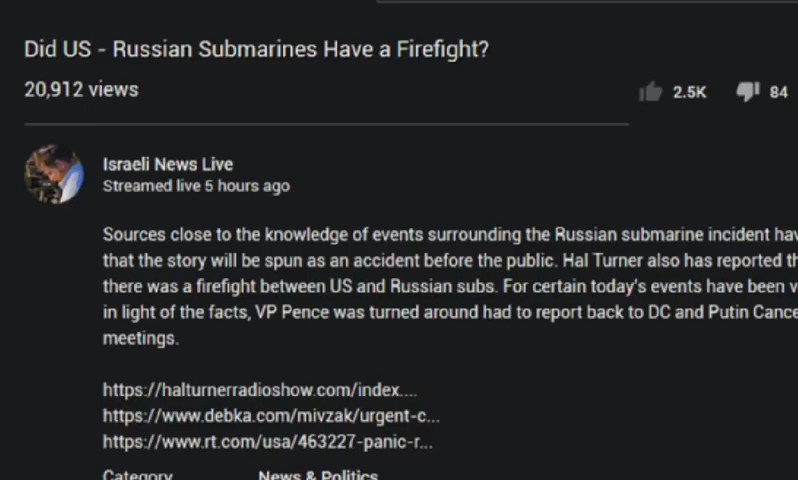 Did US - Russian Submarines Have a Firefight?
20,912 views
2.5K
84
Israeli News Live
Streamed live 5 hours ago
Sources close to the knowledge of events surrounding the Russian submarine incident hav
that the story will be spun as an accident before the public. Hal Turner also has reported th
there was a firefight between US and Russian subs. For certain today's events have been v
in light of the facts, VP Pence was turned around had to report back to DC and Putin Cance
meetings.
https://halturnerradioshow.com/index....
https://www.debka.com/mivzak/urgent-c...
https://www.rt.com/usa/463227-panic-r...
Category News & Politics